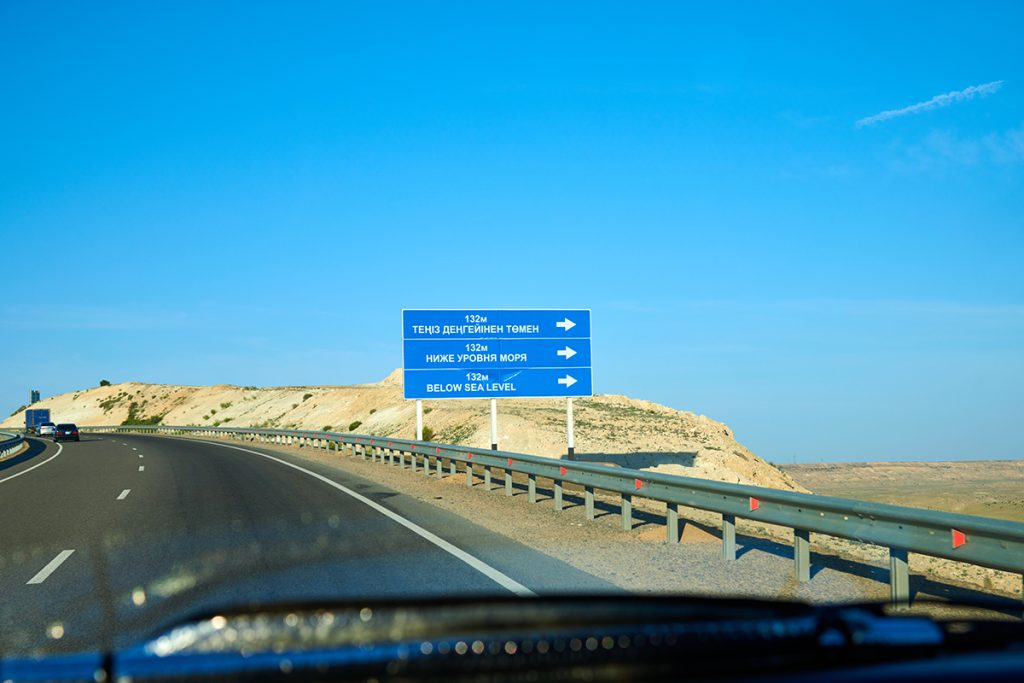 132м
ТЕҢІЗ ДЕҢГЕЙІНЕН ТӨМЕН
132м
НИЖЕ УРОВНЯ МОРЯ
132м
BELOW SEA LEVEL